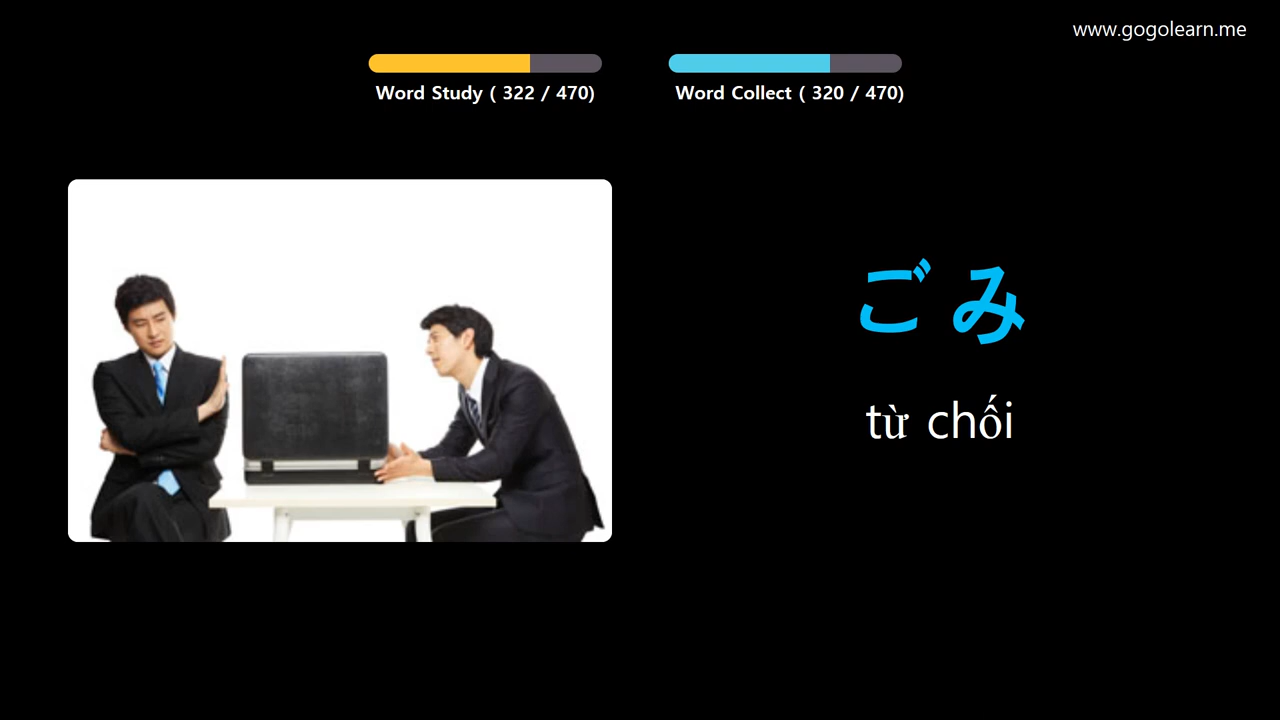 www.gogolearn.me
Word Study ( 322 / 470)
Word Collect ( 320 / 470)
ごみ
từ chối